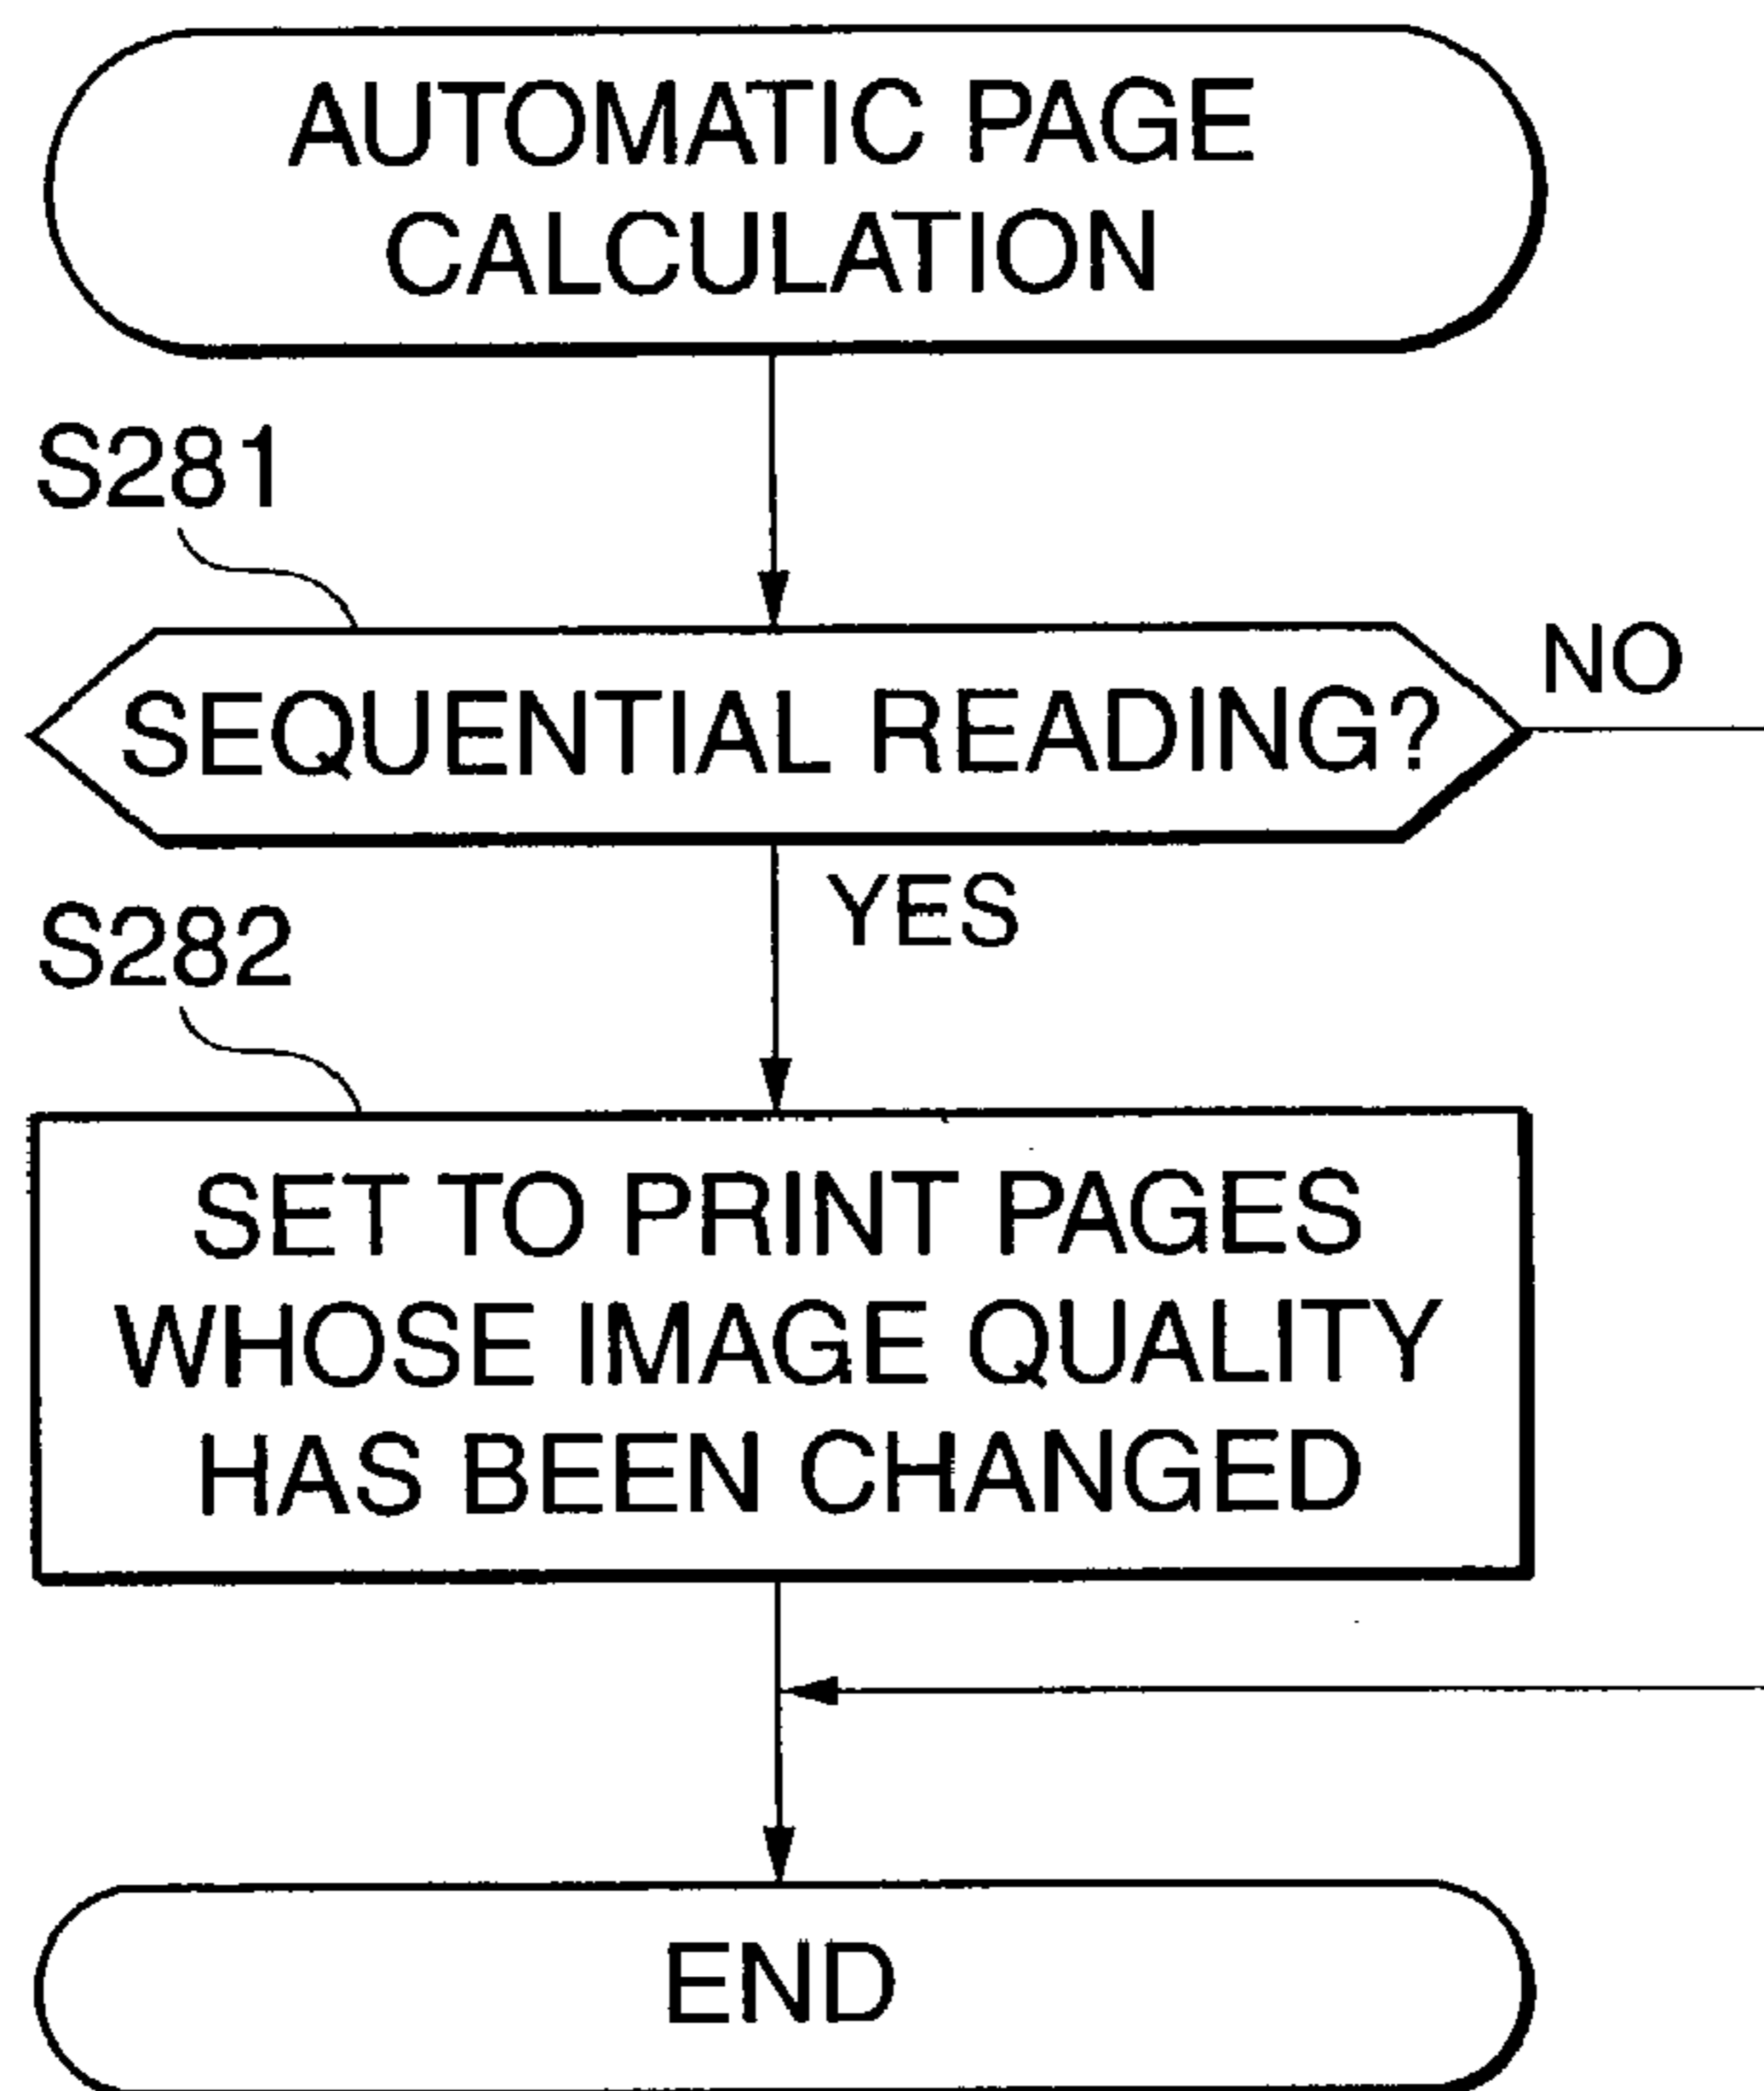 AUTOMATIC PAGE
CALCULATION
S281
SEQUENTIAL READING?
NO
YES
S282
SET TO PRINT PAGES
WHOSE IMAGE QUALITY
HAS BEEN CHANGED
END